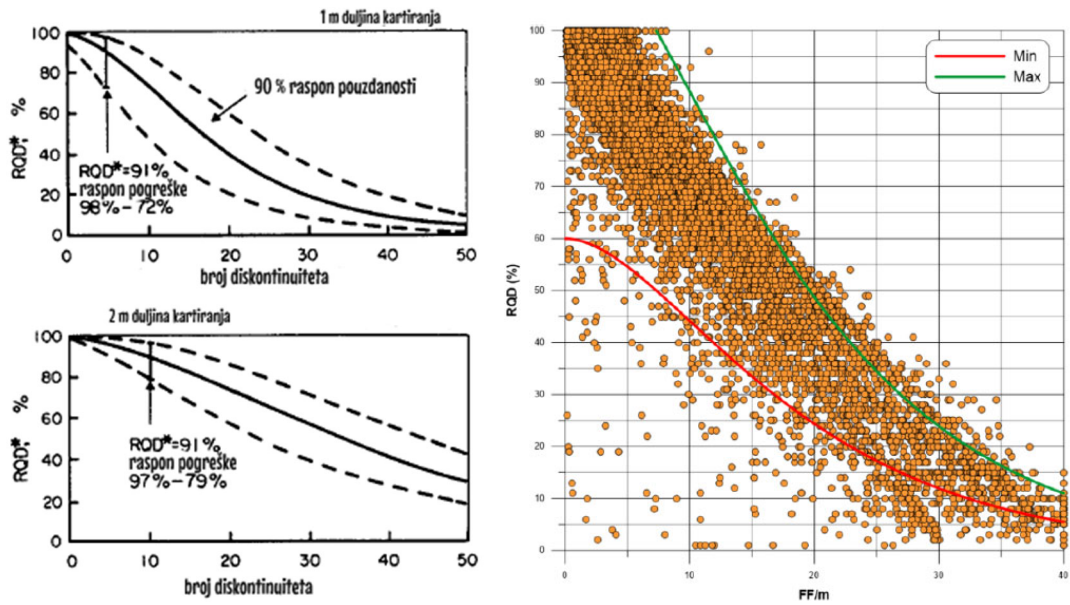 1 m duljina kartiranja
100
80
60
40
20
0
RQD*, %
90 % raspon pouzdanosti
RQD*=91%
raspon pogreške
98%-72%
0 10 20 30 40 50
broj diskontinuiteta
2 m duljina kartiranja
100
80
60
40
20
0
RQD*, %
RQD*=91%
raspon pogreške
97%-79%
0 10 20 30 40 50
broj diskontinuiteta
Min
Max
100
90
80
70
60
50
40
30
20
10
0
RQD (%)
0 10 20 30 40
FF/m